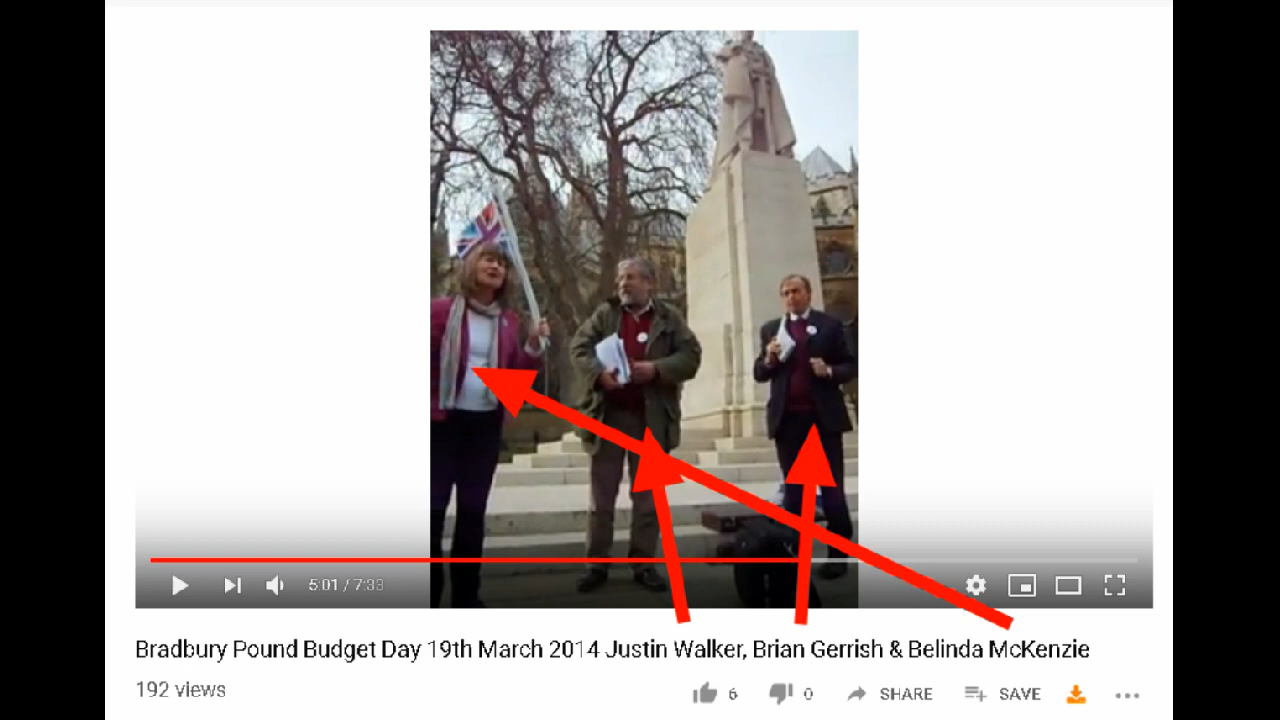 5:01 / 7:33
Bradbury Pound Budget Day 19th March 2014 Justin Walker, Brian Gerrish & Belinda McKenzie
192 views
6
0
SHARE
SAVE